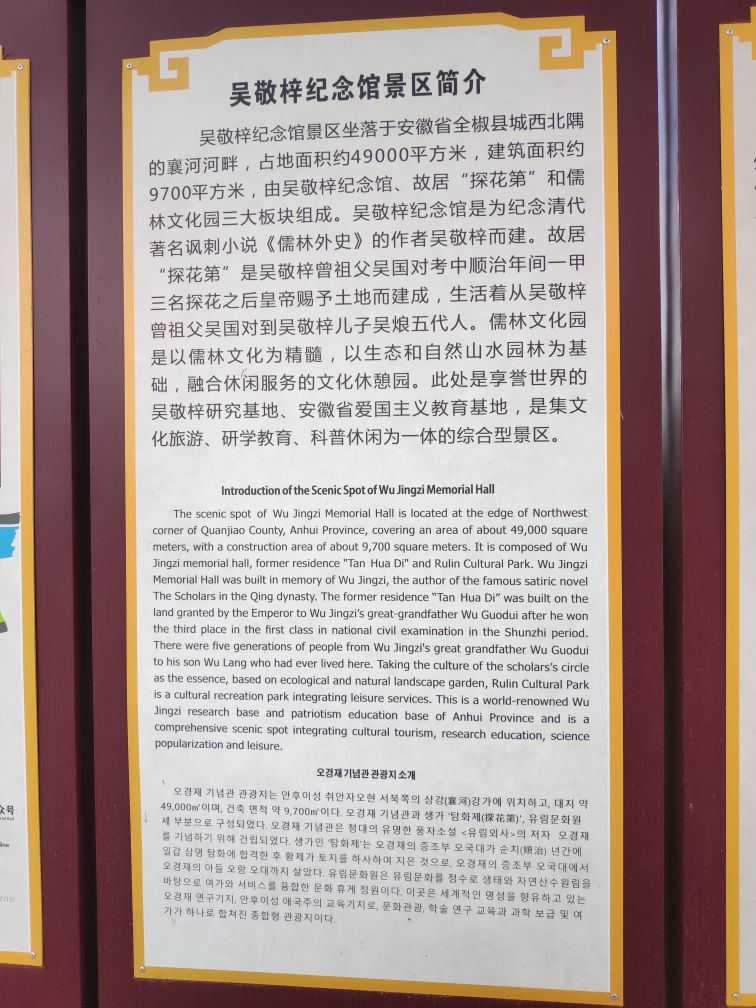 吴敬梓纪念馆景区简介
吴敬梓纪念馆景区坐落于安徽省全椒县城西北隅
的襄河河畔，占地面积约49000平方米，建筑面积约
9700平方米，由吴敬梓纪念馆、故居“探花第”和儒
林文化园三大板块组成。吴敬梓纪念馆是为纪念清代
著名讽刺小说《儒林外史》的作者吴敬梓而建。故居
“探花第”是吴敬梓曾祖父吴国对考中顺治年间一甲
三名探花之后皇帝赐予土地而建成，生活着从吴敬梓
曾祖父吴国对到吴敬梓儿子吴烺五代人。儒林文化园
是以儒林文化为精髓，以生态和自然山水园林为基
础，融合休闲服务的文化休憩园。此处是享誉世界的
吴敬梓研究基地、安徽省爱国主义教育基地，是集文
化旅游、研学教育、科普休闲为一体的综合型景区。
Introduction of the Scenic Spot of Wu Jingzi Memorial Hall
The scenic spot of Wu Jingzi Memorial Hall is located at the edge of Northwest
corner of Quanjiao County, Anhui Province, covering an area of about 49,000 square
meters, with a construction area of about 9,700 square meters. It is composed of Wu
Jingzi memorial hall, former residence "Tan Hua Di" and Rulin Cultural Park. Wu Jingzi
Memorial Hall was built in memory of Wu Jingzi, the author of the famous satiric novel
The Scholars in the Qing dynasty. The former residence “Tan Hua Di” was built on the
land granted by the Emperor to Wu Jingzi’s great-grandfather Wu Guodui after he won
the third place in the first class in national civil examination in the Shunzhi period.
There were five generations of people from Wu Jingzi's great grandfather Wu Guodui
to his son Wu Lang who had ever lived here. Taking the culture of the scholars’s circle
as the essence, based on ecological and natural landscape garden, Rulin Cultural Park
is a cultural recreation park integrating leisure services. This is a world-renowned Wu
Jingzi research base and patriotism education base of Anhui Province and is a
comprehensive scenic spot integrating cultural tourism, research education, science
popularization and leisure.
오경재 기념관 관광지 소개
오경재 기념관 관광지는 안후이성 취안자오현 서북쪽의 샹강(襄河)강가에 위치하고, 대지 약
49,000㎡이며, 건축 면적 약 9,700㎡이다. 오경재 기념관과 생가 '탐화제(探花第)', 유림문화원
세 부분으로 구성되었다. 오경재 기념관은 청대의 유명한 풍자소설 <유림외사>의 저자 오경재
를 기념하기 위해 건립되었다. 생가인 '탐화제'는 오경재의 증조부 오국대가 순치(順治) 년간에
일갑 삼명 탐화에 합격한 후 황제가 토지를 하사하여 지은 것으로, 오경재의 증조부 오국대에서
오경재의 아들 오랑 오대까지 살았다. 유림문화원은 유림문화를 정수로 생태와 자연산수원림을
바탕으로 여가와 서비스를 융합한 문화 휴게 정원이다. 이곳은 세계적인 명성을 향유하고 있는
오경재 연구기지, 안후이성 애국주의 교육기지로, 문화관광, 학술 연구 교육과 과학 보급 및 여
가가 하나로 합쳐진 종합형 관광지이다.